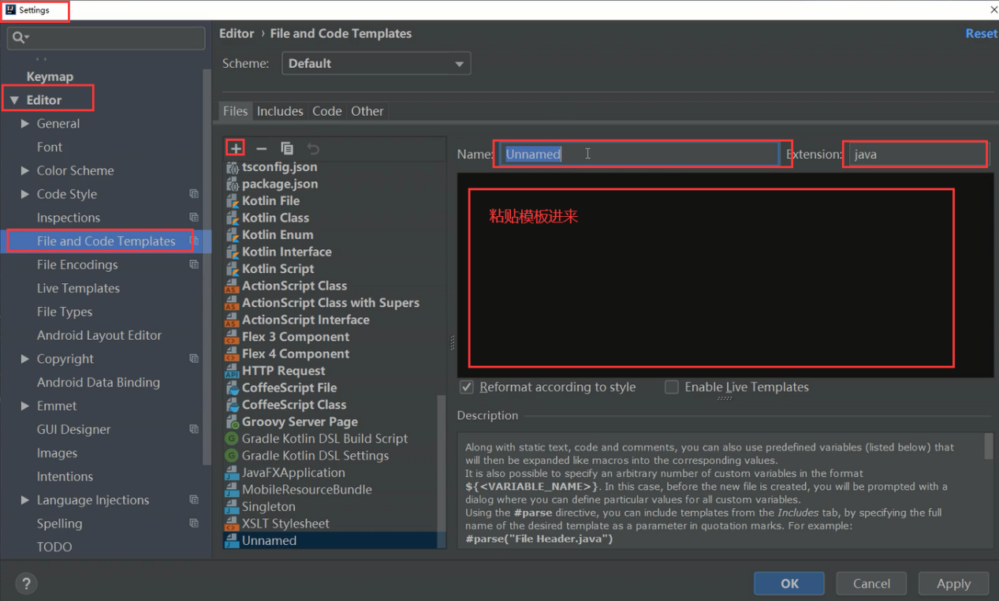 Settings
Editor › File and Code Templates
Reset
Scheme: Default
Keymap
Editor
General
Font
Color Scheme
Code Style
Inspections
File and Code Templates
File Encodings
Live Templates
File Types
Android Layout Editor
Copyright
Android Data Binding
Emmet
GUI Designer
Images
Intentions
Language Injections
Spelling
TODO
Files Includes Code Other
tsconfig.json
package.json
Kotlin File
Kotlin Class
Kotlin Enum
Kotlin Interface
Kotlin Script
ActionScript Class
ActionScript Class with Supers
ActionScript Interface
Flex 3 Component
Flex 4 Component
HTTP Request
CoffeeScript File
CoffeeScript Class
Groovy Server Page
Gradle Kotlin DSL Build Script
Gradle Kotlin DSL Settings
JavaFXApplication
MobileResourceBundle
Singleton
XSLT Stylesheet
Unnamed
Name: Unnamed Extension: java
粘贴模板进来
Reformat according to style Enable Live Templates
Description
Along with static text, code and comments, you can also use predefined variables (listed below) that
will then be expanded like macros into the corresponding values.
It is also possible to specify an arbitrary number of custom variables in the format
${<VARIABLE_NAME>}. In this case, before the new file is created, you will be prompted with a
dialog where you can define particular values for all custom variables.
Using the #parse directive, you can include templates from the Includes tab, by specifying the full
name of the desired template as a parameter in quotation marks. For example:
#parse("File Header.java")
? OK Cancel Apply